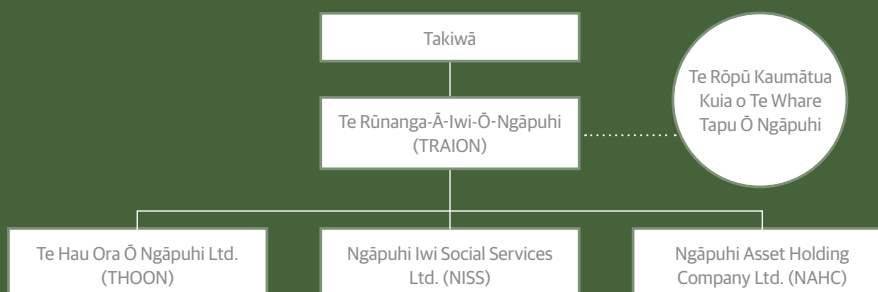 Takiwā
Te Rūnanga-Ā-Iwi-Ō-Ngāpuhi
(TRAION)
Te Rōpū Kaumātua
Kuia o Te Whare
Tapu Ō Ngāpuhi
Te Hau Ora Ō Ngāpuhi Ltd.
(THOON)
Ngāpuhi Iwi Social Services
Ltd. (NISS)
Ngāpuhi Asset Holding
Company Ltd. (NAHC)